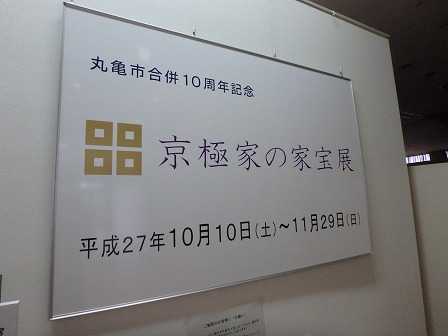 丸亀市合併10周年記念
京極家の家宝展
平成27年10月10日(土)～11月29日(日)